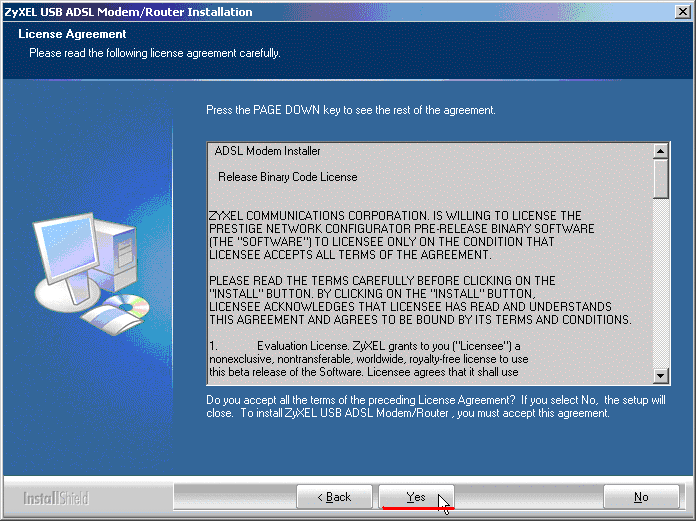 ZyXEL USB ADSL Modem/Router Installation
License Agreement
Please read the following license agreement carefully.
Press the PAGE DOWN key to see the rest of the agreement.
ADSL Modem Installer
Release Binary Code License
ZYXEL COMMUNICATIONS CORPORATION. IS WILLING TO LICENSE THE
PRESTIGE NETWORK CONFIGURATOR PRE-RELEASE BINARY SOFTWARE
(THE "SOFTWARE") TO LICENSEE ONLY ON THE CONDITION THAT
LICENSEE ACCEPTS ALL TERMS OF THE AGREEMENT.
PLEASE READ THE TERMS CAREFULLY BEFORE CLICKING ON THE
"INSTALL" BUTTON. BY CLICKING ON THE "INSTALL" BUTTON,
LICENSEE ACKNOWLEDGES THAT LICENSEE HAS READ AND UNDERSTANDS
THIS AGREEMENT AND AGREES TO BE BOUND BY ITS TERMS AND CONDITIONS.
1. Evaluation License. ZyXEL grants to you ("Licensee") a
nonexclusive, nontransferable, worldwide, royalty-free license to use
this beta release of the Software. Licensee agrees that it shall use
Do you accept all the terms of the preceding License Agreement? If you select No, the setup will
close. To install ZyXEL USB ADSL Modem/Router , you must accept this agreement.
InstallShield
< Back
Yes
No